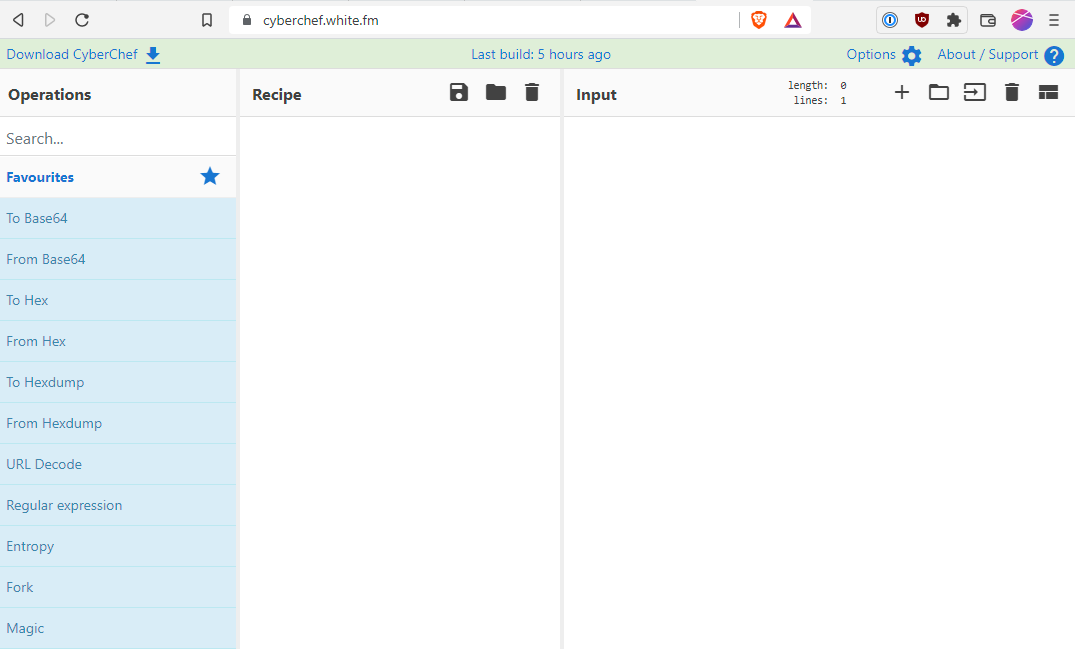 cyberchef.white.fm
Download CyberChef
Last build: 5 hours ago
Options
About / Support
Operations
Recipe
Input
length: 0
lines: 1
Search...
Favourites
To Base64
From Base64
To Hex
From Hex
To Hexdump
From Hexdump
URL Decode
Regular expression
Entropy
Fork
Magic